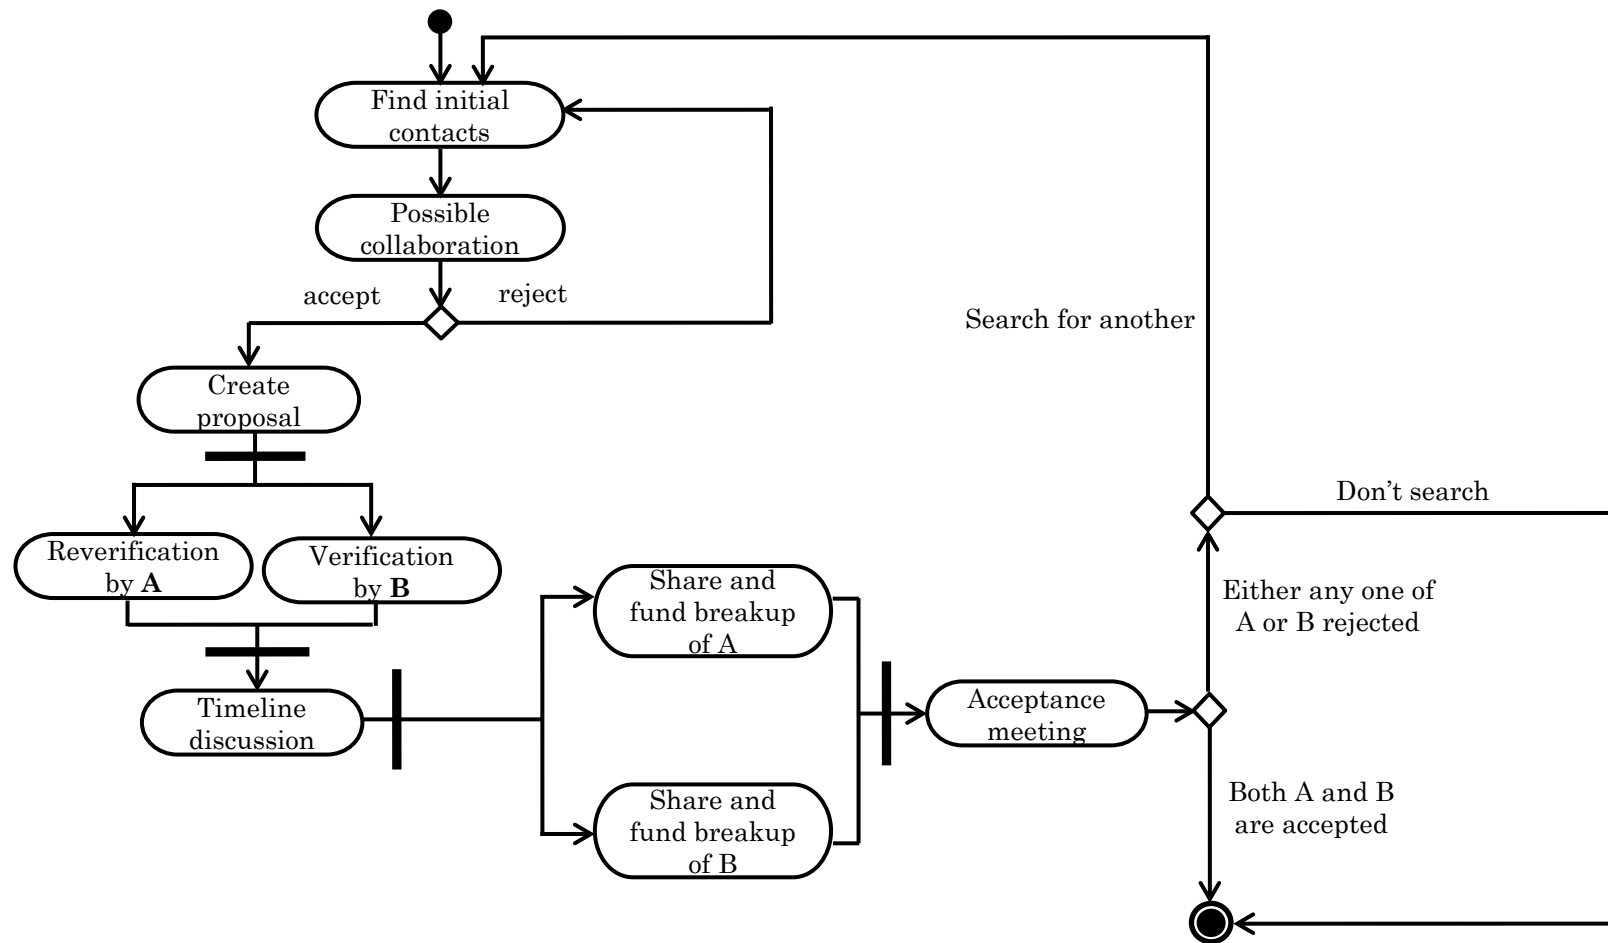 Find initial
contacts
Possible
collaboration
accept
reject
Search for another
Create
proposal
Don't search
Reverification
by A
Verification
by B
Share and
fund breakup
of A
Either any one of
A or B rejected
Timeline
discussion
Acceptance
meeting
Share and
fund breakup
of B
Both A and B
are accepted